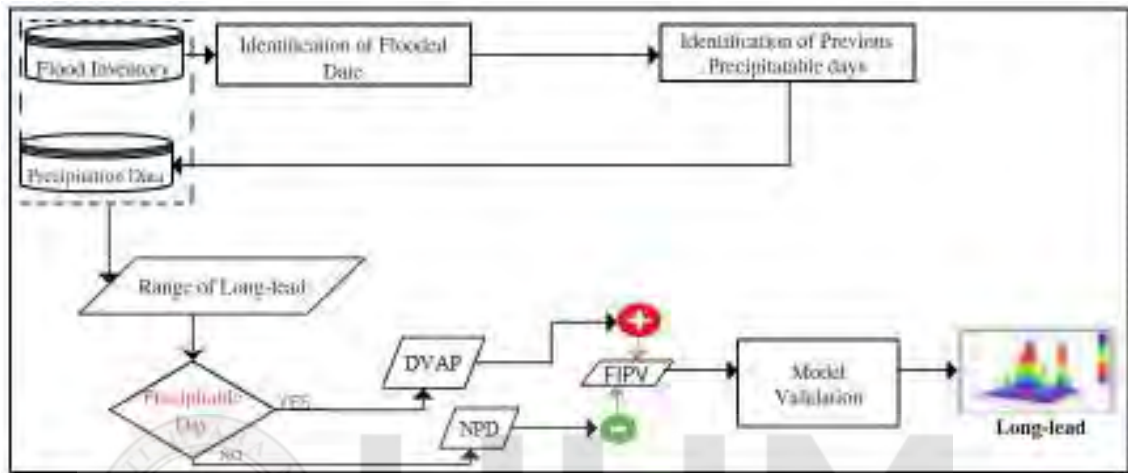 Flood Inventory
Identification of Flooded
Date
Identification of Previous
Precipitatable days
Precipitation Data
Range of Long-lead
Precipitable
Day
YES
NO
DVAP
NPD
FIPV
Model
Validation
Long-lead